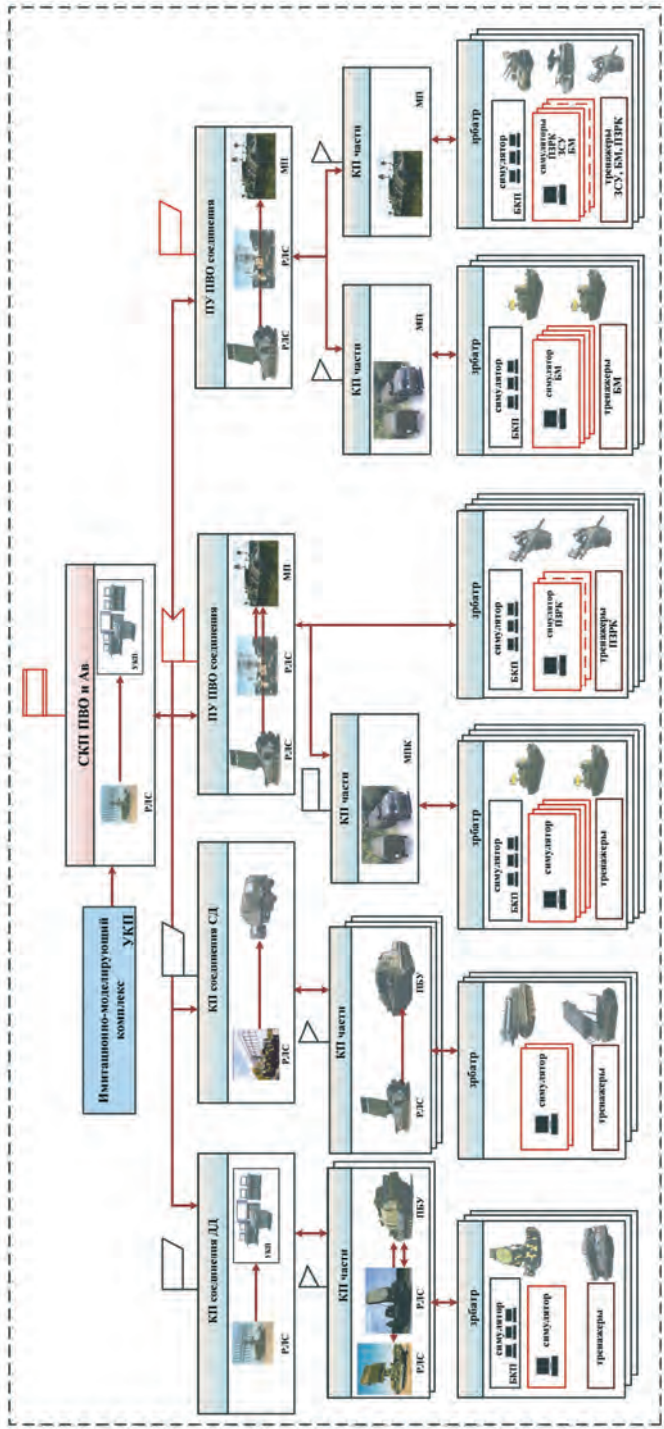 СКП ПВО и Ав
РЛС
УКП
Имитационно-моделирующий
комплекс
УКП
КП соединения ДД
РЛС
УКП
КП соединения СД
РЛС
ПУ ПВО соединения
РЛС
РЛС
МП
ПУ ПВО соединения
РЛС
РЛС
МП
КП части
РЛС
РЛС
ПБУ
КП части
РЛС
ПБУ
КП части
МПК
КП части
МП
КП части
МП
зрбатр
БКП
симулятор
симулятор
тренажеры
зрбатр
симулятор
тренажеры
зрбатр
БКП
симулятор
симулятор
тренажеры
зрбатр
БКП
симулятор
симулятор
ПЗРК
тренажеры
ПЗРК
зрбатр
БКП
симулятор
симулятор
БМ
тренажеры
БМ
зрбатр
БКП
симулятор
симуляторы
ПЗРК
ЗСУ
БМ
тренажеры
ЗСУ, БМ, ПЗРК